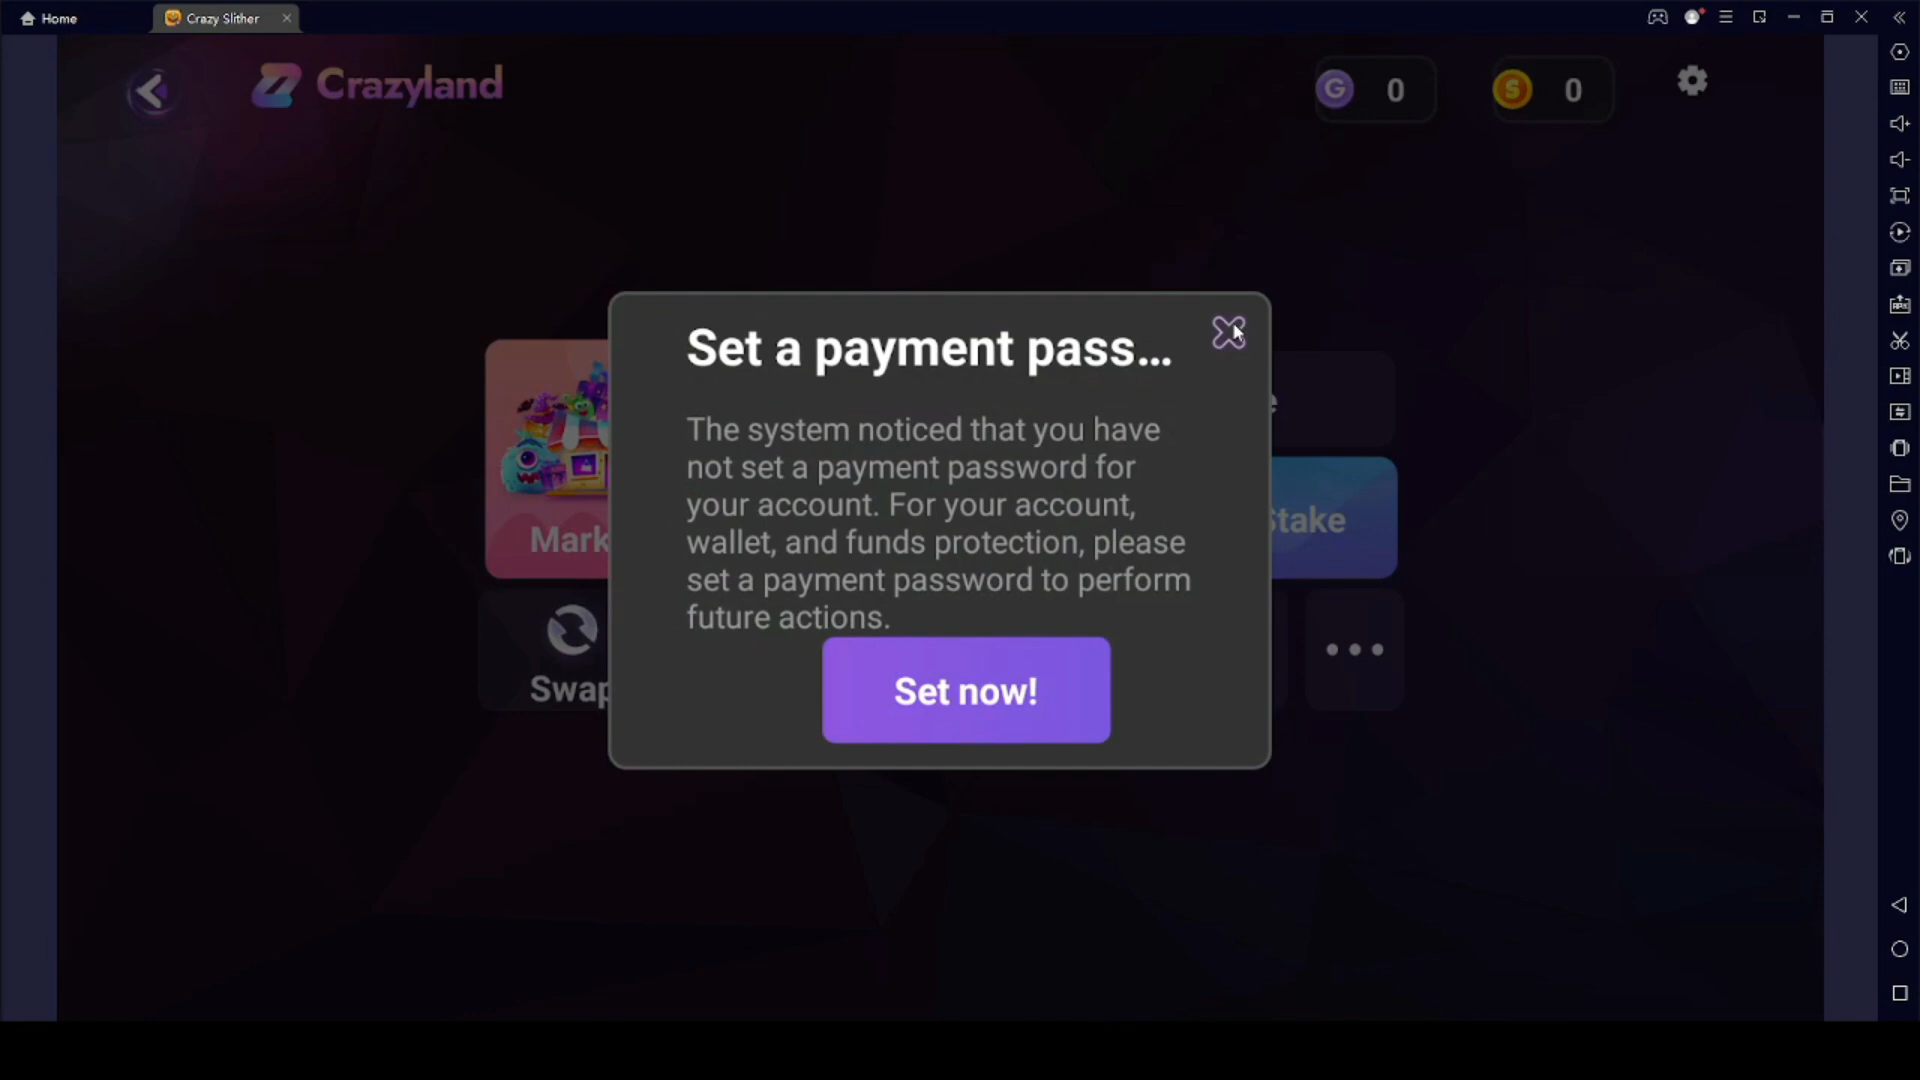 Home
Crazy Slither
Crazyland
G 0
S 0
Set a payment pass...
The system noticed that you have
not set a payment password for
your account. For your account,
wallet, and funds protection, please
set a payment password to perform
future actions.
Set now!
Mark
e
Stake
Swap